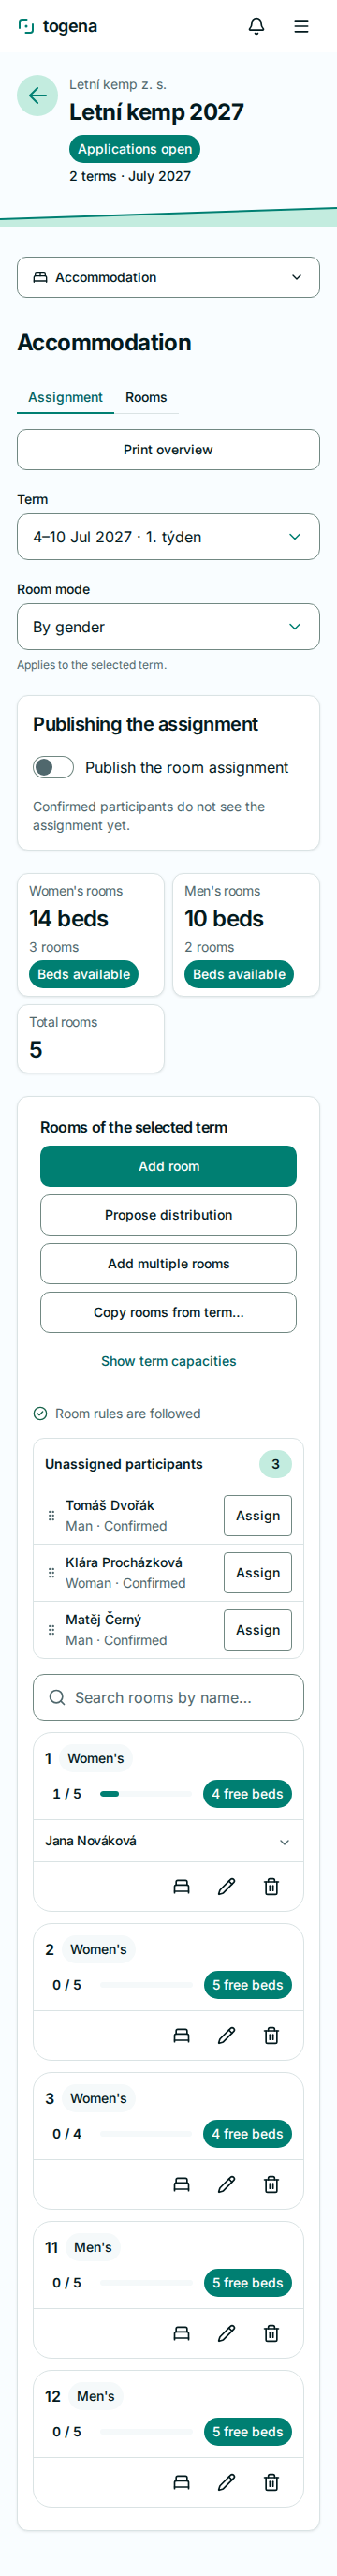 togena
Letní kemp z. s.
Letní kemp 2027
Applications open
2 terms · July 2027
Accommodation
Accommodation
Assignment Rooms
Print overview
Term
4–10 Jul 2027 · 1. týden
Room mode
By gender
Applies to the selected term.
Publishing the assignment
Publish the room assignment
Confirmed participants do not see the
assignment yet.
Women's rooms
14 beds
3 rooms
Beds available
Men's rooms
10 beds
2 rooms
Beds available
Total rooms
5
Rooms of the selected term
Add room
Propose distribution
Add multiple rooms
Copy rooms from term...
Show term capacities
Room rules are followed
Unassigned participants 3
Tomáš Dvořák
Man · Confirmed
Assign
Klára Procházková
Woman · Confirmed
Assign
Matěj Černý
Man · Confirmed
Assign
Search rooms by name...
1 Women's
1 / 5 4 free beds
Jana Nováková
2 Women's
0 / 5 5 free beds
3 Women's
0 / 4 4 free beds
11 Men's
0 / 5 5 free beds
12 Men's
0 / 5 5 free beds